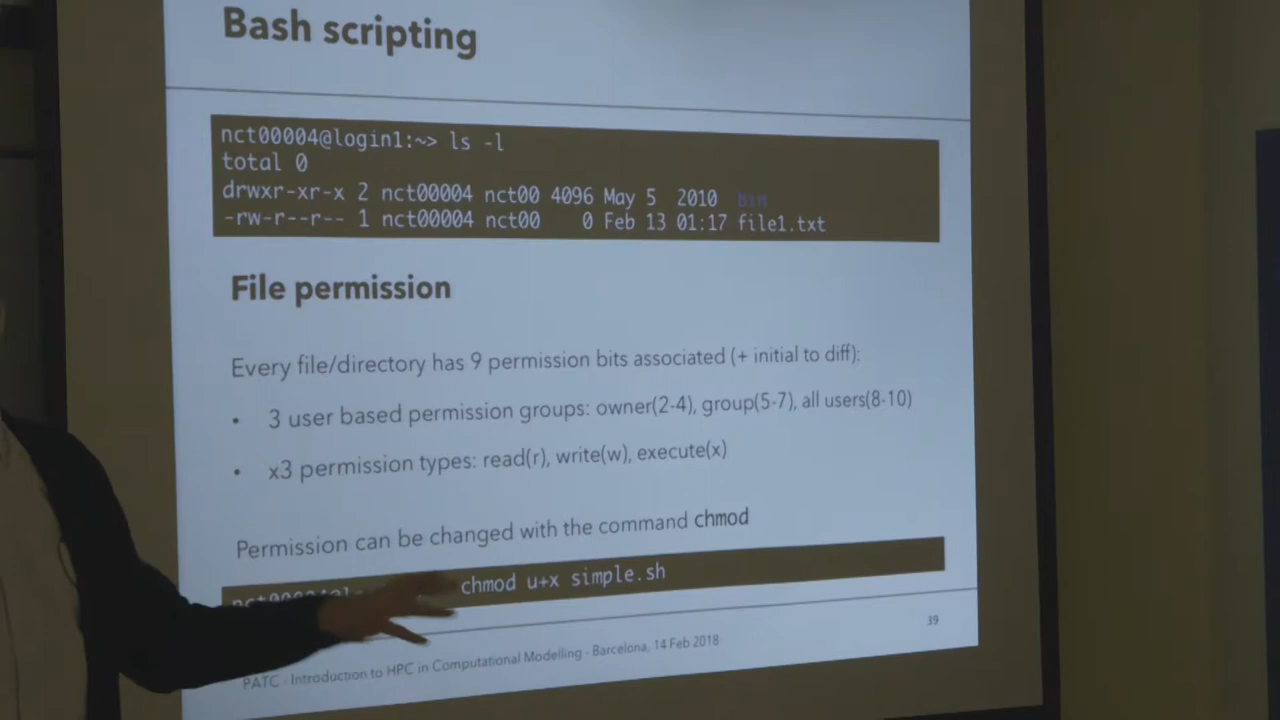 Bash scripting
nct00004@login1:~> ls -l
total 0
drwxr-xr-x 2 nct00004 nct00 4096 May 5 2010 bin
-rw-r--r-- 1 nct00004 nct00 0 Feb 13 01:17 file1.txt
File permission
Every file/directory has 9 permission bits associated (+ initial to diff):
• 3 user based permission groups: owner(2-4), group(5-7), all users(8-10)
• x3 permission types: read(r), write(w), execute(x)
Permission can be changed with the command chmod
chmod u+x simple.sh
39
PATC - Introduction to HPC in Computational Modelling - Barcelona, 14 Feb 2018